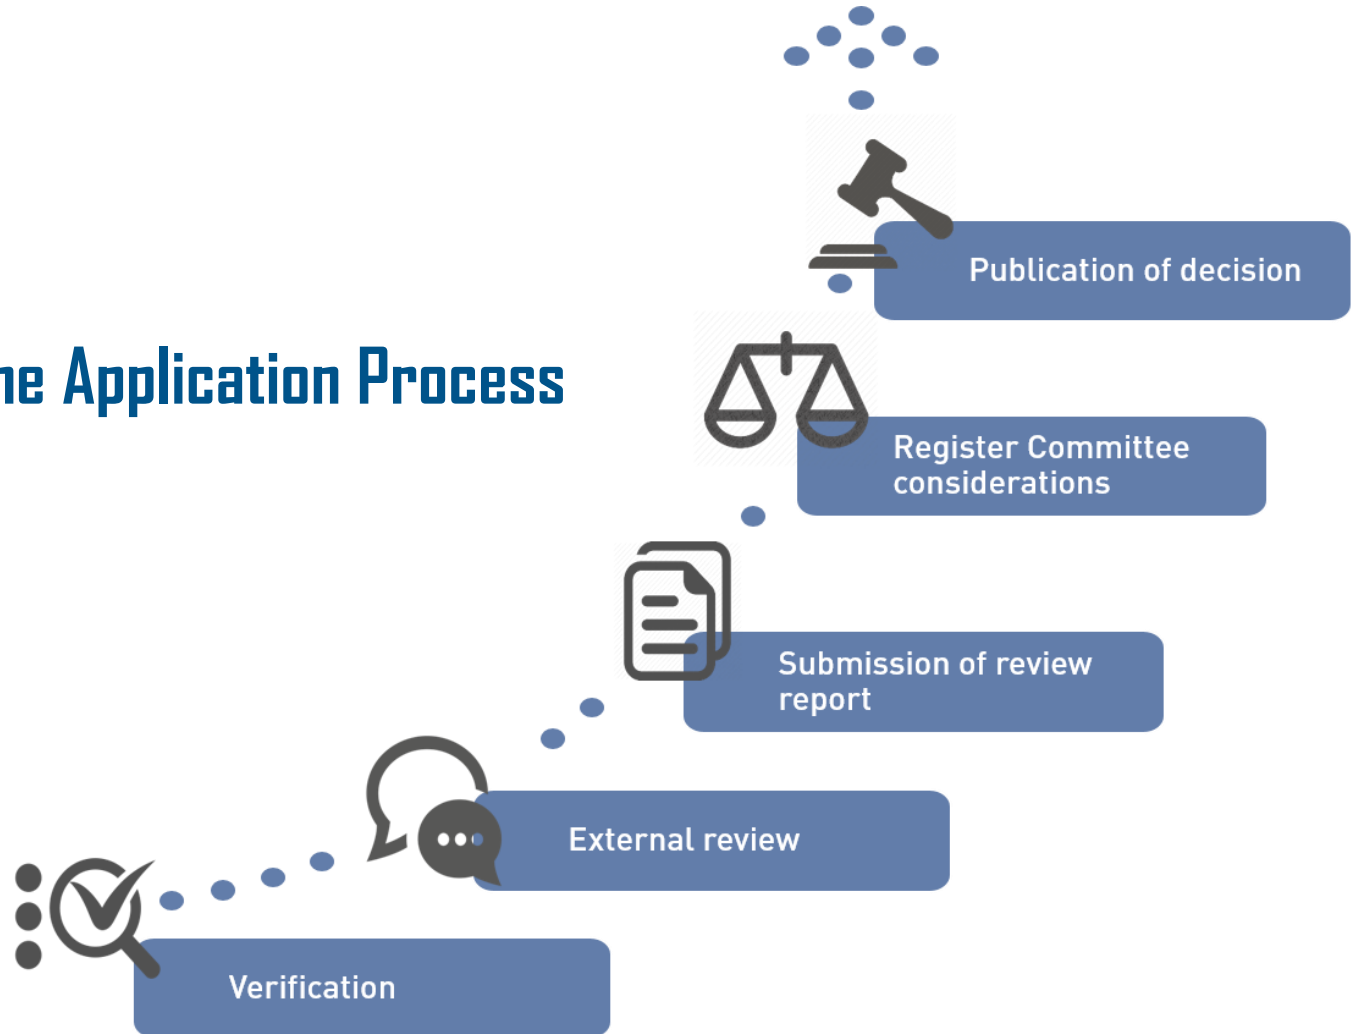 Publication of decision
ne Application Process
Register Committee
considerations
Submission of review
report
External review
Verification